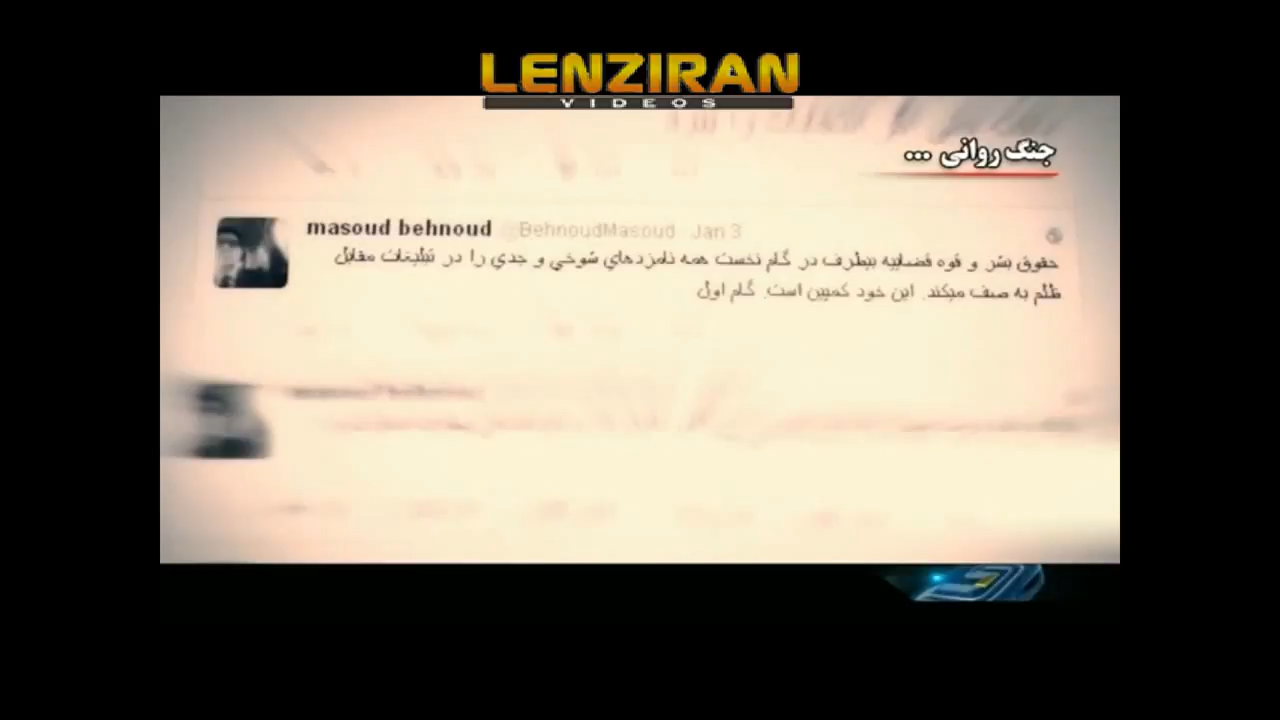 LENZIRAN
VIDEOS
جنگ روانی ...
masoud behnoud @BehnoudMasoud Jan 3
حقوق بشر و قوه قضاییه بیطرف در گام نخست همه نامزدهای شوخی و جدی را در تبلیغات مقابل
ظلم به صف میکند. این خود کمپین است. گام اول